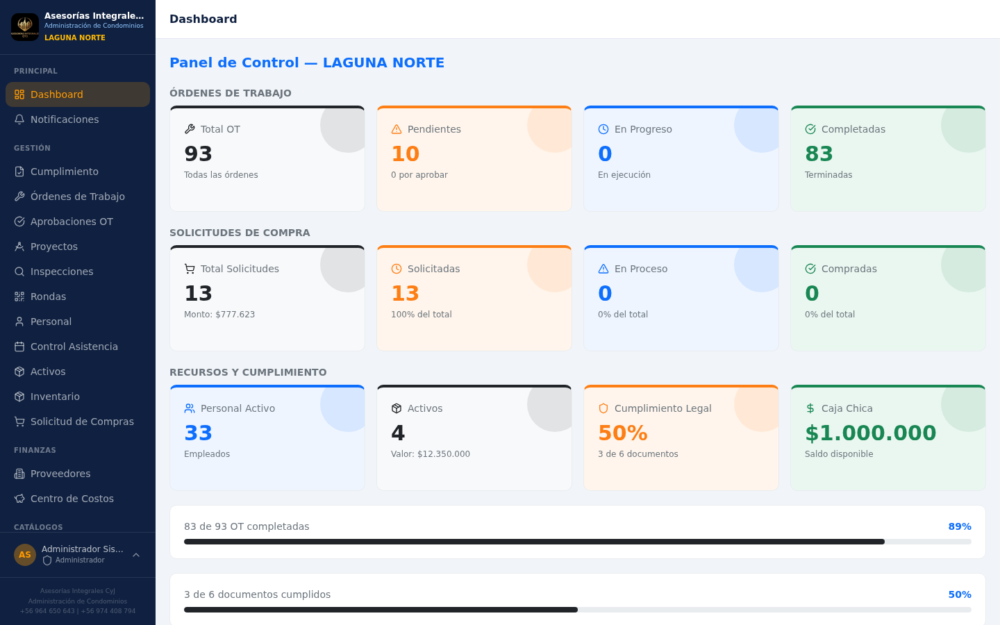 Asesorías Integrale...
Administración de Condominios
LAGUNA NORTE
PRINCIPAL
Dashboard
Notificaciones
GESTIÓN
Cumplimiento
Órdenes de Trabajo
Aprobaciones OT
Proyectos
Inspecciones
Rondas
Personal
Control Asistencia
Activos
Inventario
Solicitud de Compras
FINANZAS
Proveedores
Centro de Costos
CATÁLOGOS
AS
Administrador Sis...
Administrador
Asesorías Integrales CyJ
Administración de Condominios
+56 964 650 643 | +56 974 408 794
Dashboard
Panel de Control — LAGUNA NORTE
ÓRDENES DE TRABAJO
Total OT
93
Todas las órdenes
Pendientes
10
0 por aprobar
En Progreso
0
En ejecución
Completadas
83
Terminadas
SOLICITUDES DE COMPRA
Total Solicitudes
13
Monto: $777.623
Solicitadas
13
100% del total
En Proceso
0
0% del total
Compradas
0
0% del total
RECURSOS Y CUMPLIMIENTO
Personal Activo
33
Empleados
Activos
4
Valor: $12.350.000
Cumplimiento Legal
50%
3 de 6 documentos
Caja Chica
$1.000.000
Saldo disponible
83 de 93 OT completadas
89%
3 de 6 documentos cumplidos
50%